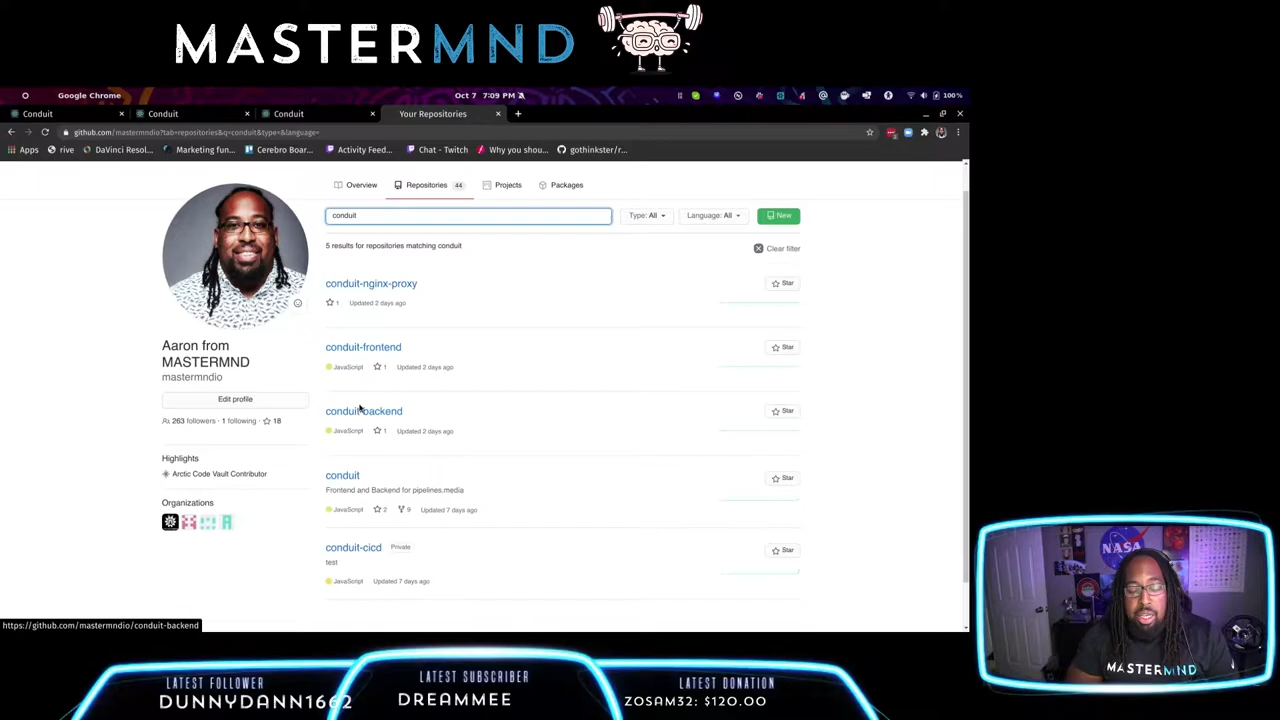 MASTERMND
Google Chrome
Oct 7 7:09 PM
100%
Conduit
Conduit
Conduit
Your Repositories
github.com/mastermndio?tab=repositories&q=conduit&type=&language=
Apps
rive
DaVinci Resol...
Marketing fun...
Cerebro Boar...
Activity Feed...
Chat - Twitch
Why you shou...
gothinkster/r...
Overview
Repositories 44
Projects
Packages
conduit
Type: All
Language: All
New
5 results for repositories matching conduit
Clear filter
conduit-nginx-proxy
Star
1 Updated 2 days ago
conduit-frontend
Star
JavaScript 1 Updated 2 days ago
conduit-backend
Star
JavaScript 1 Updated 2 days ago
conduit
Star
Frontend and Backend for pipelines.media
JavaScript 2 9 Updated 7 days ago
conduit-cicd Private
Star
test
JavaScript Updated 7 days ago
Aaron from
MASTERMND
mastermndio
Edit profile
263 followers · 1 following · 18
Highlights
Arctic Code Vault Contributor
Organizations
https://github.com/mastermndio/conduit-backend
NASA
MASTERMND
LATEST FOLLOWER
DUNNYDANN1662
LATEST SUBSCRIBER
DREAMMEE
LATEST DONATION
ZOSAM32: $120.00